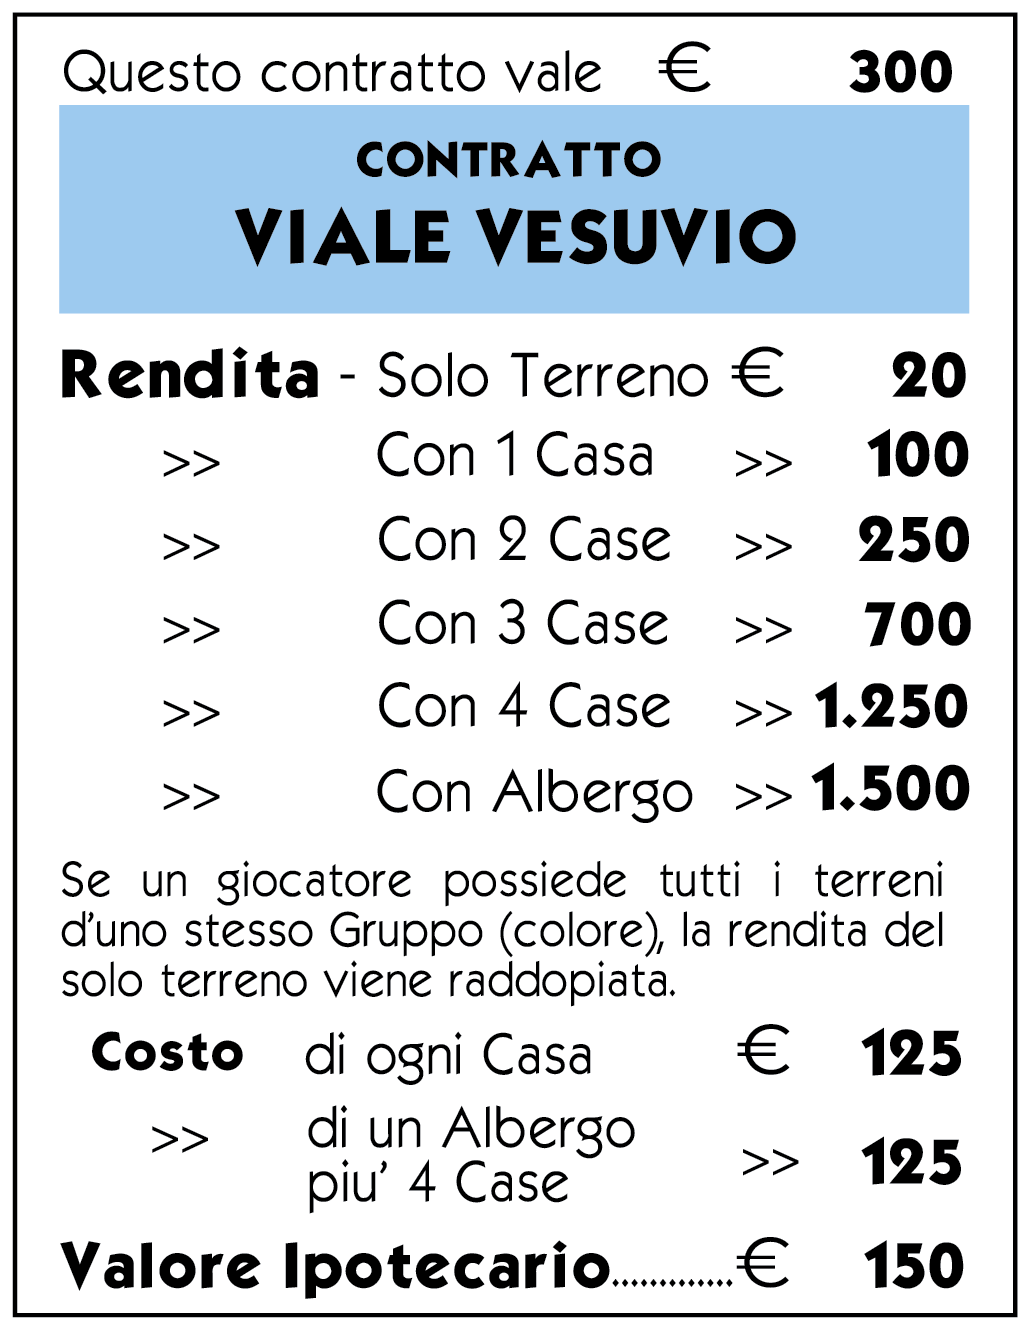 Questo contratto vale € 300
CONTRATTO
VIALE VESUVIO
Rendita - Solo Terreno € 20
>> Con 1 Casa >> 100
>> Con 2 Case >> 250
>> Con 3 Case >> 700
>> Con 4 Case >> 1.250
>> Con Albergo >> 1.500
Se un giocatore possiede tutti i terreni
d'uno stesso Gruppo (colore), la rendita del
solo terreno viene raddopiata.
Costo di ogni Casa € 125
>> di un Albergo
piu' 4 Case >> 125
Valore Ipotecario.............€ 150